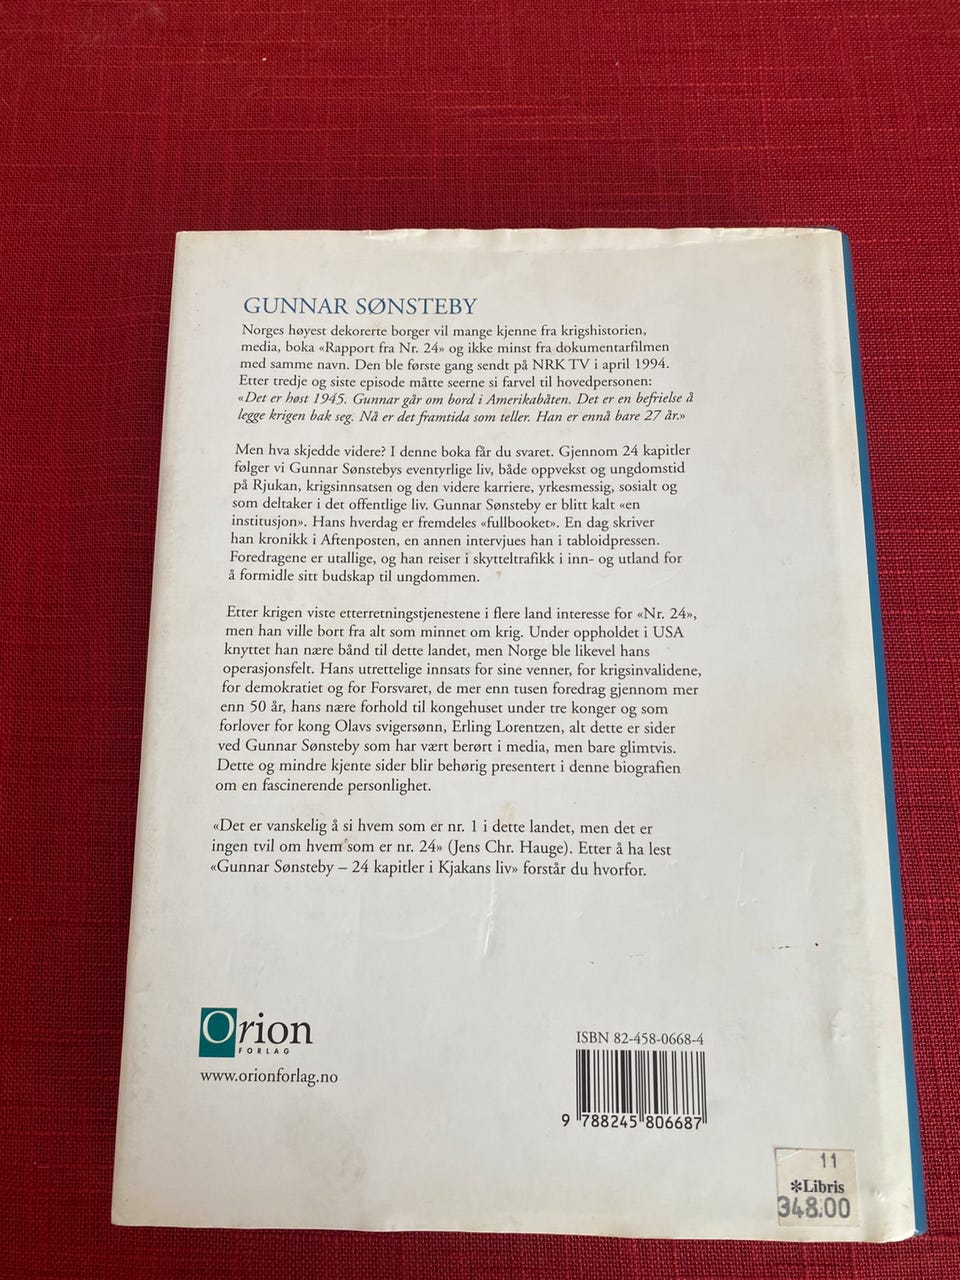 GUNNAR SØNSTEBY
Norges høyest dekorerte borger vil mange kjenne fra krigshistorien,
media, boka «Rapport fra Nr. 24» og ikke minst fra dokumentarfilmen
med samme navn. Den ble første gang sendt på NRK TV i april 1994.
Etter tredje og siste episode måtte seerne si farvel til hovedpersonen:
«Det er høst 1945. Gunnar går om bord i Amerikabåten. Det er en befrielse å
legge krigen bak seg. Nå er det framtida som teller. Han er ennå bare 27 år.»
Men hva skjedde videre? I denne boka får du svaret. Gjennom 24 kapitler
følger vi Gunnar Sønstebys eventyrlige liv, både oppvekst og ungdomstid
på Rjukan, krigsinnsatsen og den videre karriere, yrkesmessig, sosialt og
som deltaker i det offentlige liv. Gunnar Sønsteby er blitt kalt «en
institusjon». Hans hverdag er fremdeles «fullbooket». En dag skriver
han kronikk i Aftenposten, en annen intervjues han i tabloidpressen.
Foredragene er utallige, og han reiser i skytteltrafikk i inn- og utland for
å formidle sitt budskap til ungdommen.
Etter krigen viste etterretningstjenestene i flere land interesse for «Nr. 24»,
men han ville bort fra alt som minnet om krig. Under oppholdet i USA
knyttet han nære bånd til dette landet, men Norge ble likevel hans
operasjonsfelt. Hans utrettelige innsats for sine venner, for krigsinvalidene,
for demokratiet og for Forsvaret, de mer enn tusen foredrag gjennom mer
enn 50 år, hans nære forhold til kongehuset under tre konger og som
forlover for kong Olavs svigersønn, Erling Lorentzen, alt dette er sider
ved Gunnar Sønsteby som har vært berørt i media, men bare glimtvis.
Dette og mindre kjente sider blir behørig presentert i denne biografien
om en fascinerende personlighet.
«Det er vanskelig å si hvem som er nr. 1 i dette landet, men det er
ingen tvil om hvem som er nr. 24» (Jens Chr. Hauge). Etter å ha lest
«Gunnar Sønsteby – 24 kapitler i Kjakans liv» forstår du hvorfor.
Orion
FORLAG
www.orionforlag.no
ISBN 82-458-0668-4
9 788245 806687
11
*Libris
348.00